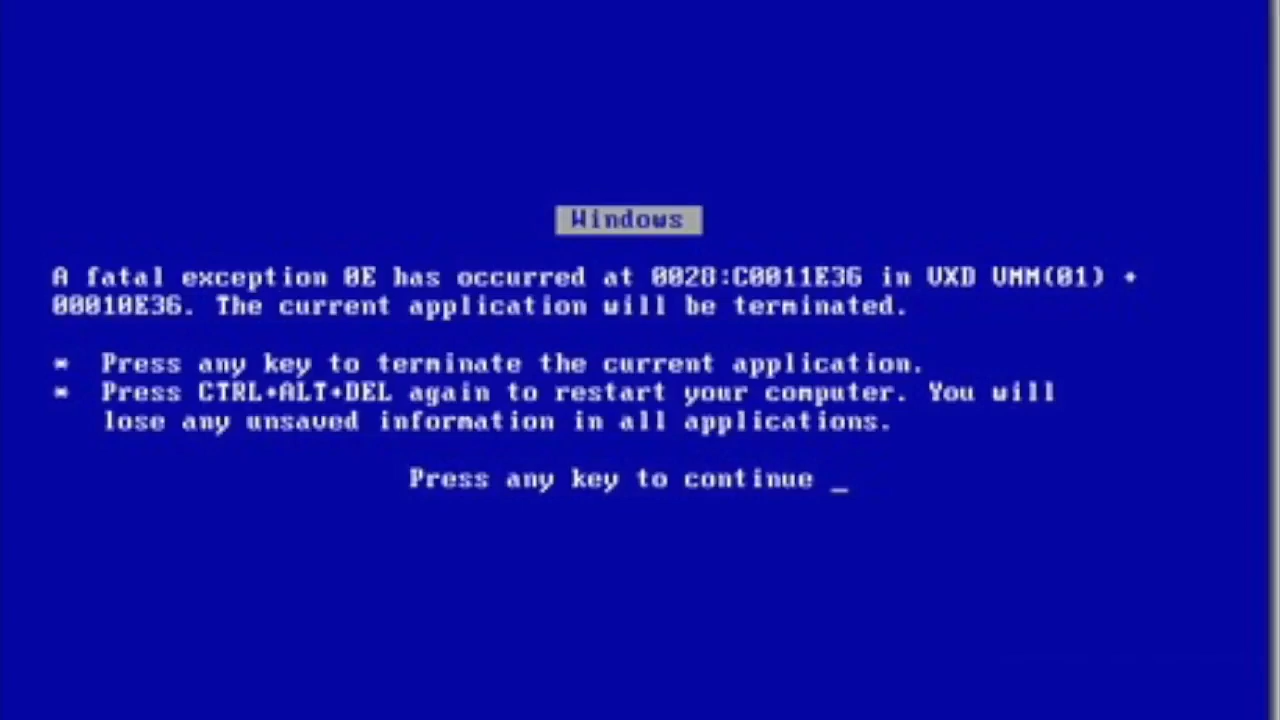 Windows
A fatal exception 0E has occurred at 0028:C0011E36 in VXD VMM(01) +
00010E36. The current application will be terminated.
* Press any key to terminate the current application.
* Press CTRL+ALT+DEL again to restart your computer. You will
lose any unsaved information in all applications.
Press any key to continue _